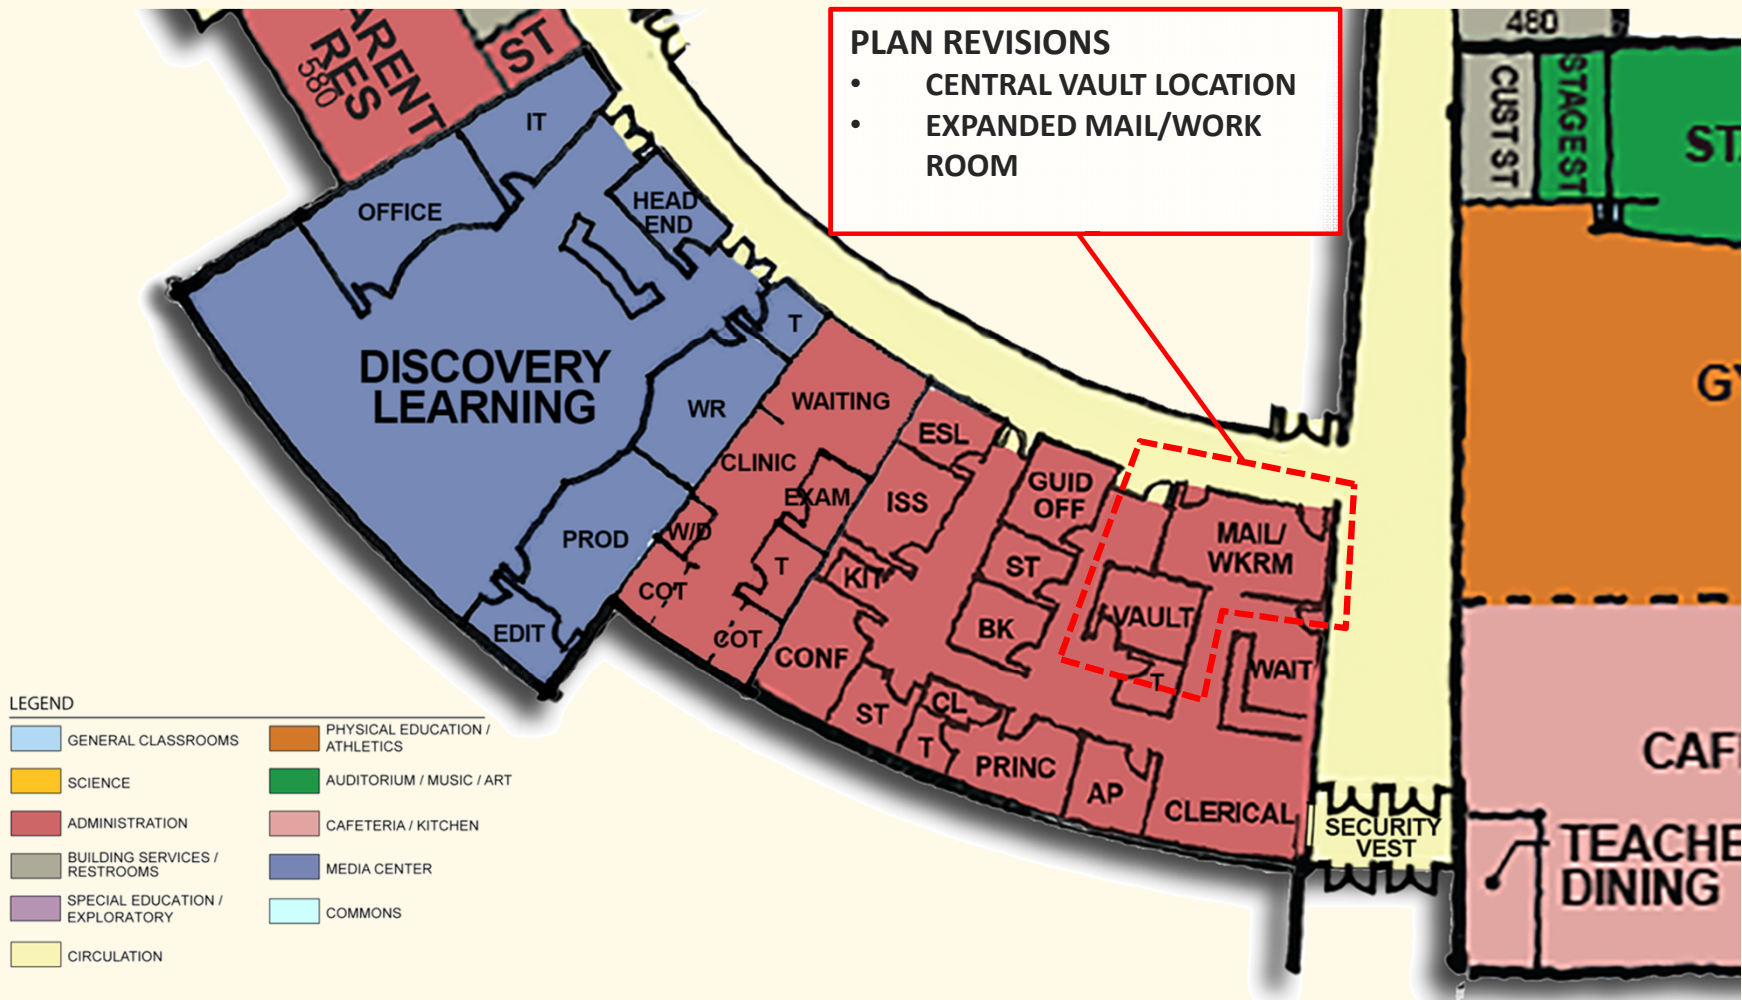 PARENT
RES
580
ST
480
CUST ST
STAGE ST
PLAN REVISIONS
• CENTRAL VAULT LOCATION
• EXPANDED MAIL/WORK
ROOM
IT
OFFICE
HEAD
END
T
DISCOVERY
LEARNING
WR
WAITING
ESL
CLINIC
EXAM
ISS
GUID
OFF
MAIL/
WKRM
PROD
W/D
T
KIT
ST
COT
VAULT
EDIT
COT
CONF
BK
WAIT
T
ST
CL
T
PRINC
AP
CLERICAL
SECURITY
VEST
TEACHE
DINING
CAF
LEGEND
GENERAL CLASSROOMS
SCIENCE
ADMINISTRATION
BUILDING SERVICES /
RESTROOMS
SPECIAL EDUCATION /
EXPLORATORY
CIRCULATION
PHYSICAL EDUCATION /
ATHLETICS
AUDITORIUM / MUSIC / ART
CAFETERIA / KITCHEN
MEDIA CENTER
COMMONS